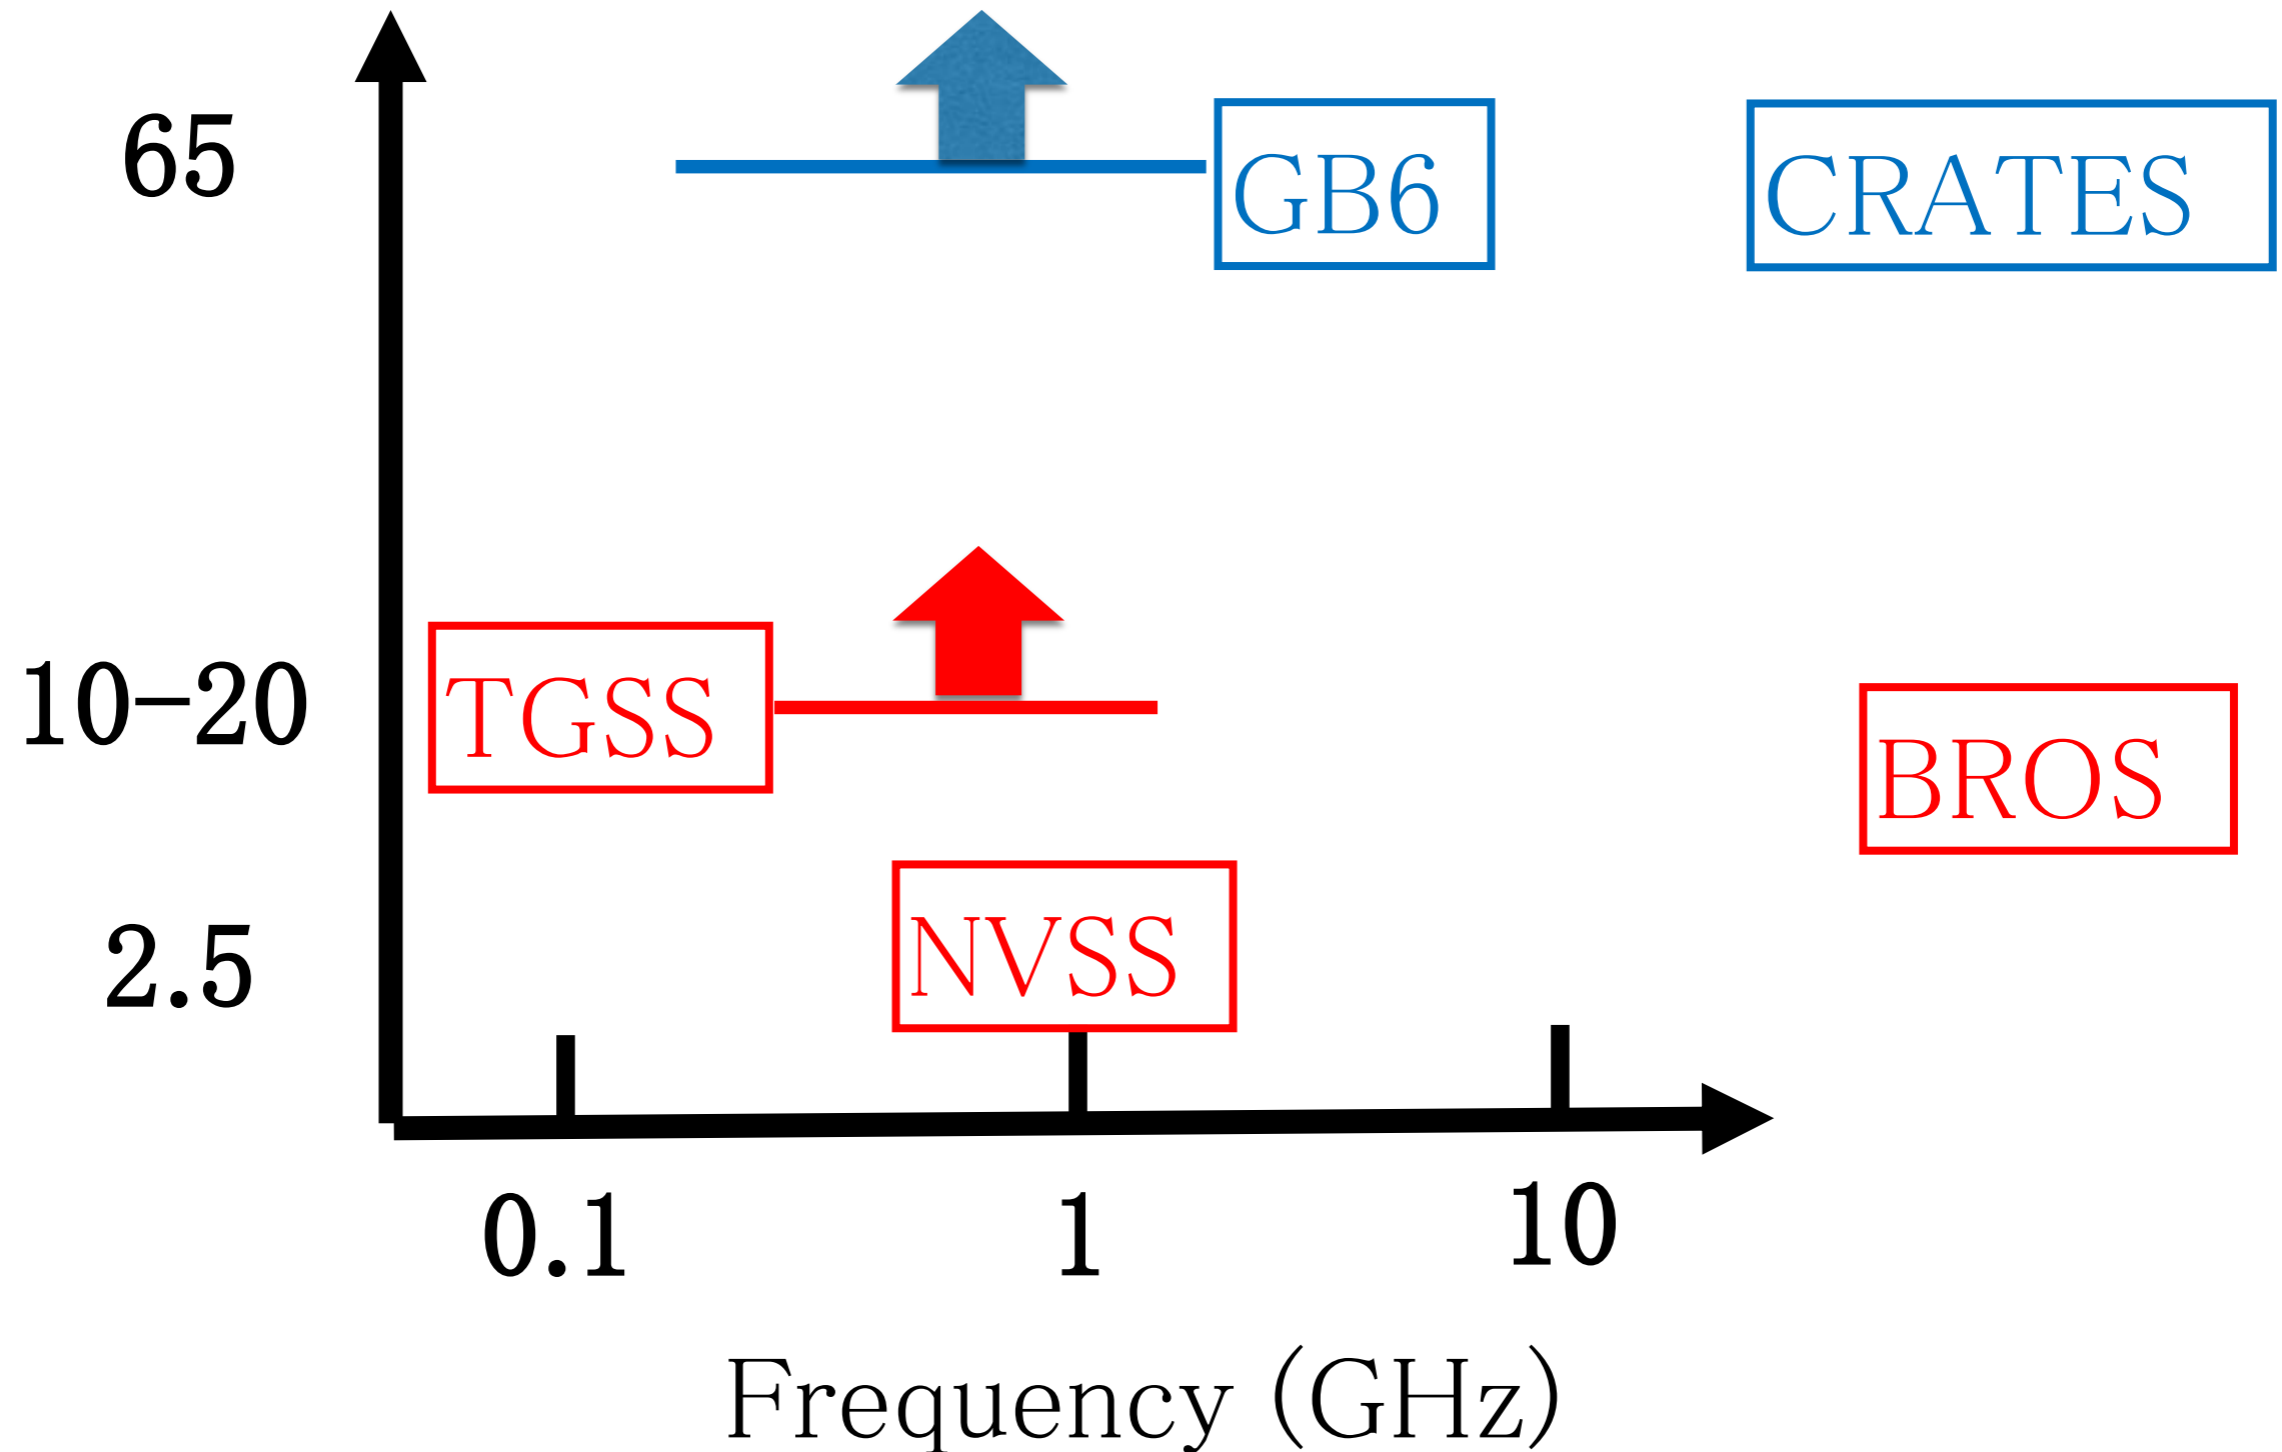 65
GB6
CRATES
10-20
TGSS
BROS
2.5
NVSS
0.1
1
10
Frequency (GHz)